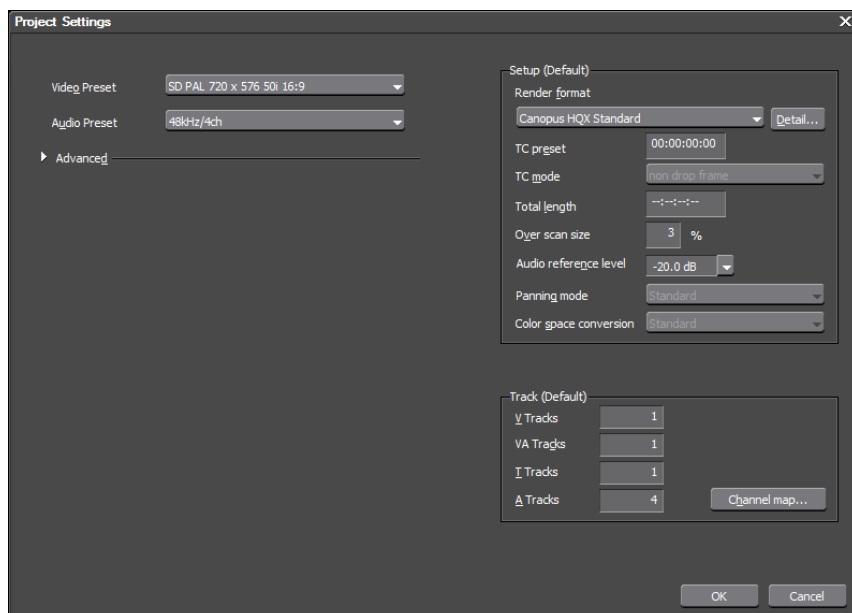 Project Settings
Video Preset SD PAL 720 x 576 50i 16:9
Audio Preset 48kHz/4ch
Advanced
Setup (Default)
Render format
Canopus HQX Standard Detail...
TC preset 00:00:00:00
TC mode non drop frame
Total length --:--:--:--
Over scan size 3 %
Audio reference level -20.0 dB
Panning mode Standard
Color space conversion Standard
Track (Default)
V Tracks 1
VA Tracks 1
T Tracks 1
A Tracks 4 Channel map...
OK Cancel